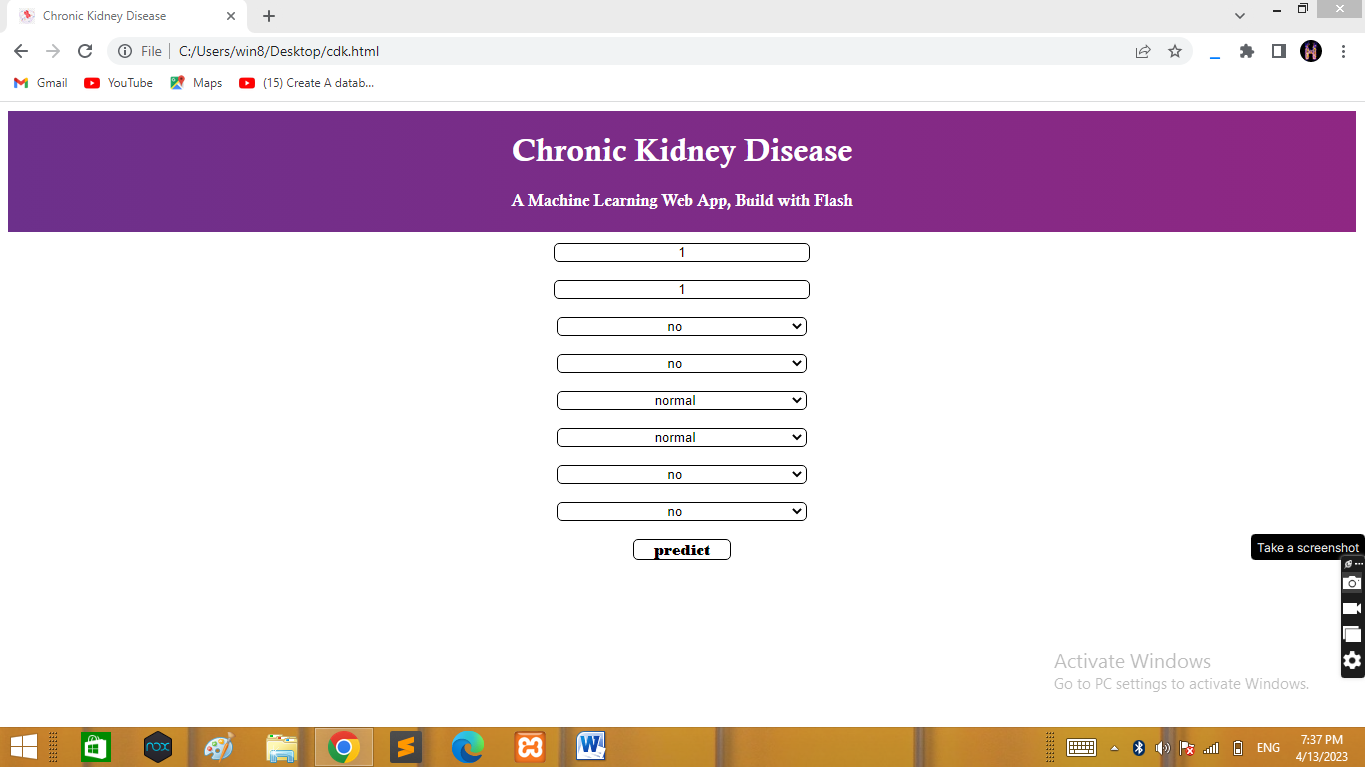 Chronic Kidney Disease
File
C:/Users/win8/Desktop/cdk.html
Gmail
YouTube
Maps
(15) Create A datab...
Chronic Kidney Disease
A Machine Learning Web App, Build with Flash
1
1
no
no
normal
normal
no
no
predict
Take a screenshot
Activate Windows
Go to PC settings to activate Windows.
nox
W
ENG
7:37 PM
4/13/2023